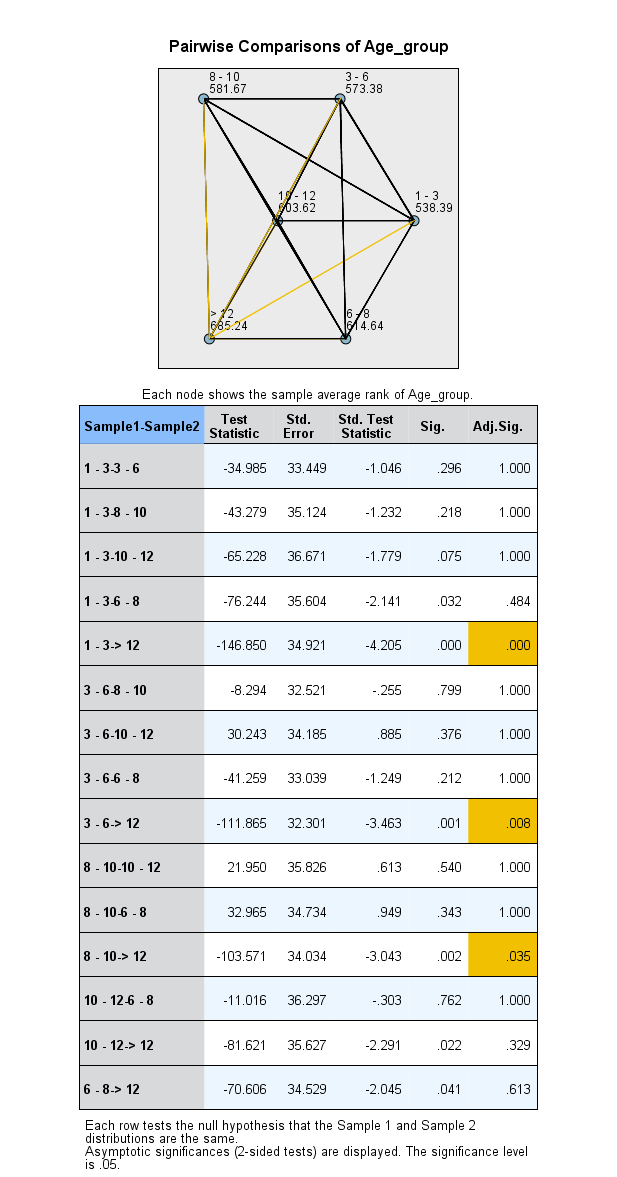 Pairwise Comparisons of Age_group
8 - 10
581.67
3 - 6
573.38
10 - 12
603.62
1 - 3
538.39
> 12
685.24
6 - 8
614.64
Each node shows the sample average rank of Age_group.
Sample1-Sample2 Test Statistic Std. Error Std. Test Statistic Sig. Adj.Sig.
1 - 3-3 - 6 -34.985 33.449 -1.046 .296 1.000
1 - 3-8 - 10 -43.279 35.124 -1.232 .218 1.000
1 - 3-10 - 12 -65.228 36.671 -1.779 .075 1.000
1 - 3-6 - 8 -76.244 35.604 -2.141 .032 .484
1 - 3-> 12 -146.850 34.921 -4.205 .000 .000
3 - 6-8 - 10 -8.294 32.521 -.255 .799 1.000
3 - 6-10 - 12 30.243 34.185 .885 .376 1.000
3 - 6-6 - 8 -41.259 33.039 -1.249 .212 1.000
3 - 6-> 12 -111.865 32.301 -3.463 .001 .008
8 - 10-10 - 12 21.950 35.826 .613 .540 1.000
8 - 10-6 - 8 32.965 34.734 .949 .343 1.000
8 - 10-> 12 -103.571 34.034 -3.043 .002 .035
10 - 12-6 - 8 -11.016 36.297 -.303 .762 1.000
10 - 12-> 12 -81.621 35.627 -2.291 .022 .329
6 - 8-> 12 -70.606 34.529 -2.045 .041 .613
Each row tests the null hypothesis that the Sample 1 and Sample 2
distributions are the same.
Asymptotic significances (2-sided tests) are displayed. The significance level
is .05.